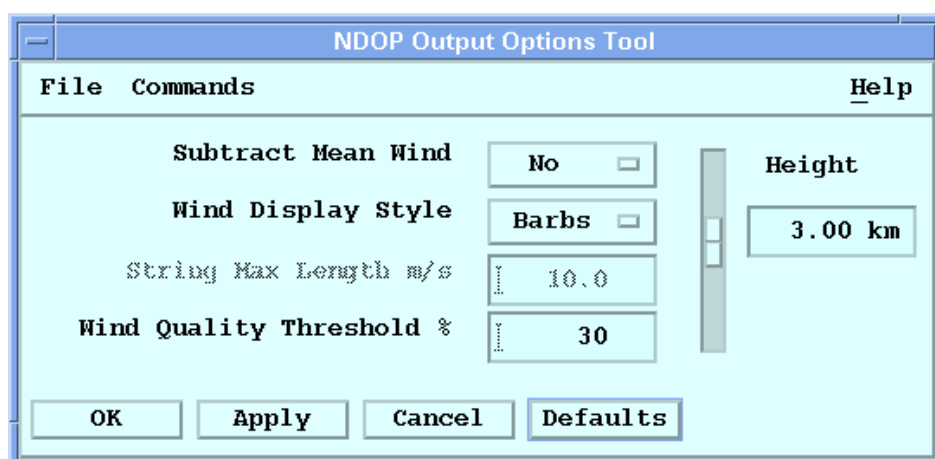 NDOP Output Options Tool
File Commands Help
Subtract Mean Wind No
Height
Wind Display Style Barbs
3.00 km
String Max Length m/s 10.0
Wind Quality Threshold % 30
OK Apply Cancel Defaults